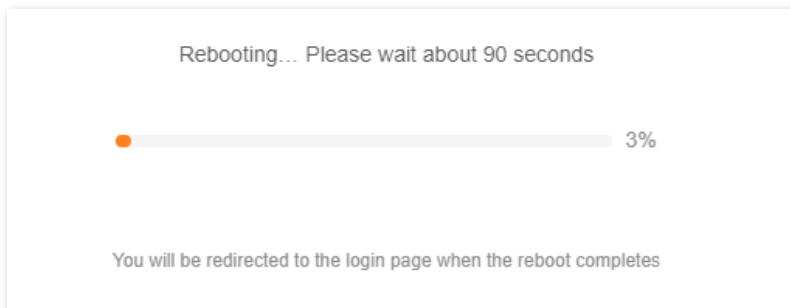 Rebooting... Please wait about 90 seconds
3%
You will be redirected to the login page when the reboot completes